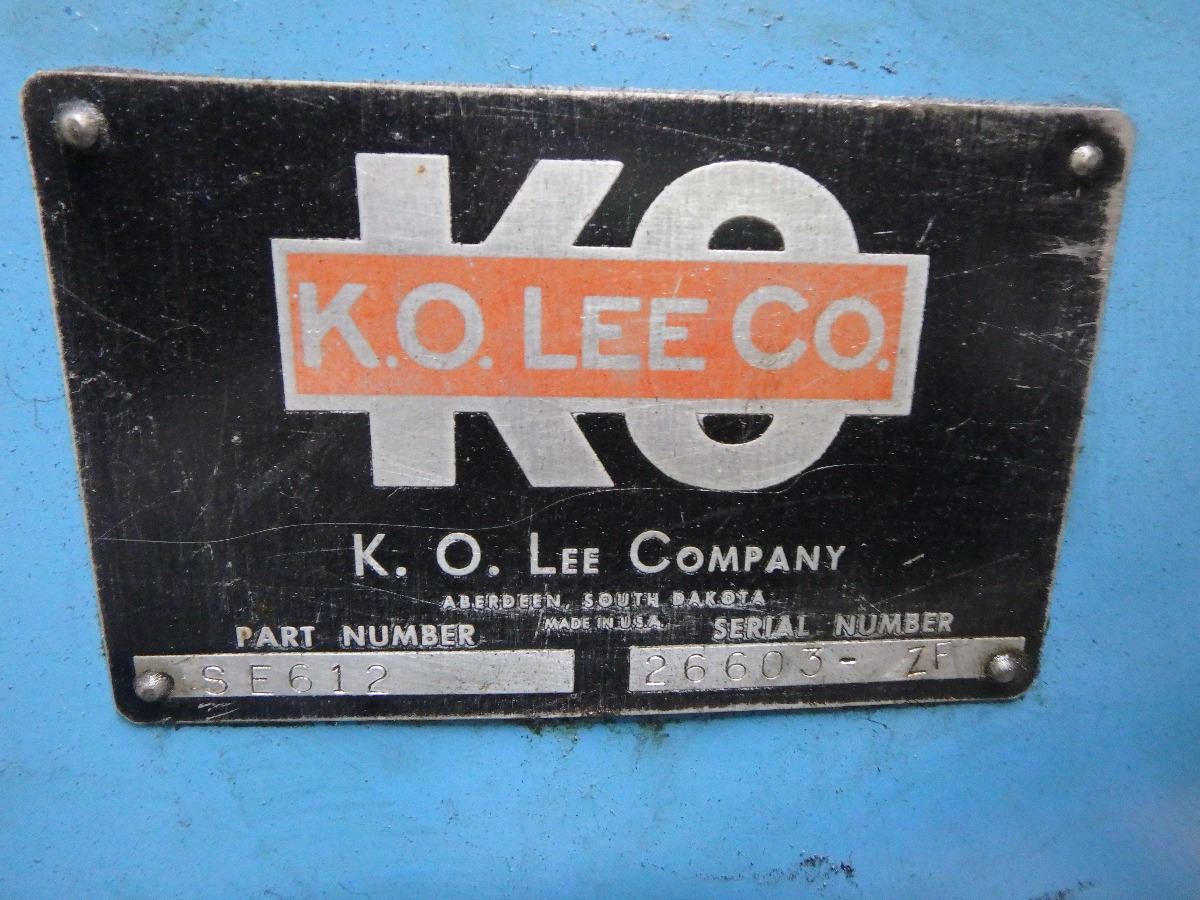 KO
K.O. LEE CO.
K. O. LEE COMPANY
ABERDEEN, SOUTH DAKOTA
MADE IN U.S.A.
PART NUMBER SERIAL NUMBER
SE612 26603- ZF